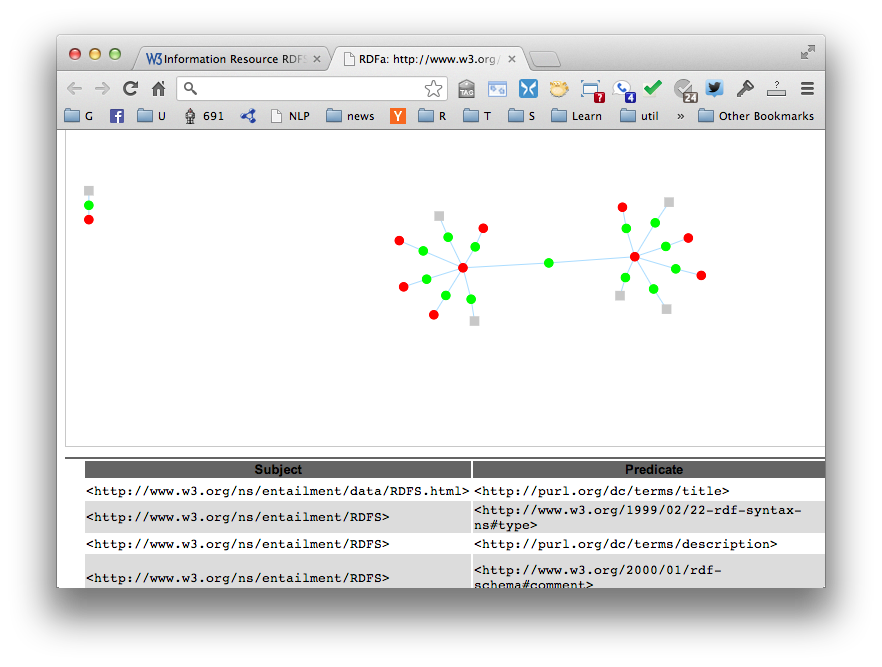 W3 Information Resource RDFS
RDFa: http://www.w3.org/
TAG
?
4
24
?
G
f
U
691
NLP
news
Y
R
T
S
Learn
util
»
Other Bookmarks
Subject Predicate
<http://www.w3.org/ns/entailment/data/RDFS.html> <http://purl.org/dc/terms/title>
<http://www.w3.org/ns/entailment/RDFS> <http://www.w3.org/1999/02/22-rdf-syntax-
ns#type>
<http://www.w3.org/ns/entailment/RDFS> <http://purl.org/dc/terms/description>
<http://www.w3.org/ns/entailment/RDFS> <http://www.w3.org/2000/01/rdf-
schema#comment>